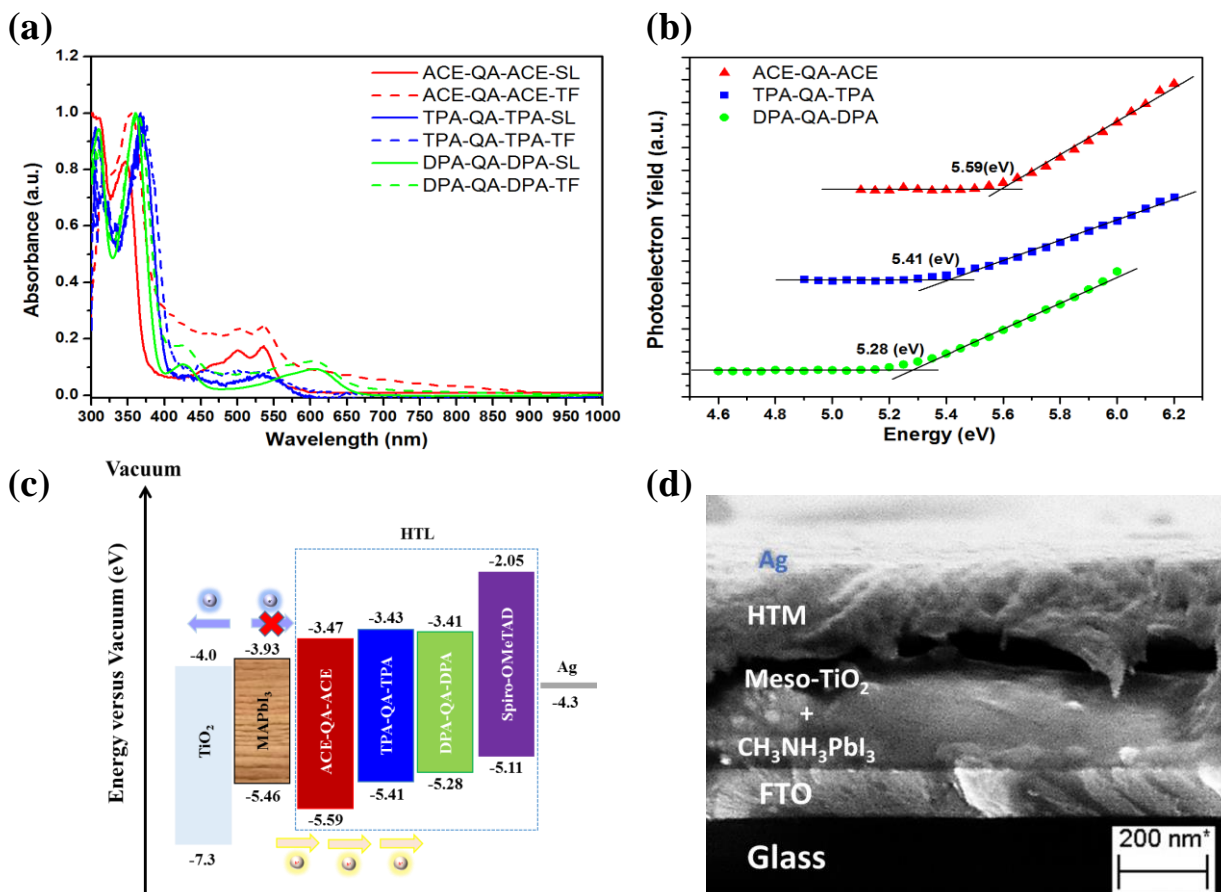 (a)
1.2
1.0
0.8
0.6
0.4
0.2
0.0
Absorbance (a.u.)
300 350 400 450 500 550 600 650 700 750 800 850 900 950 1000
Wavelength (nm)
ACE-QA-ACE-SL
ACE-QA-ACE-TF
TPA-QA-TPA-SL
TPA-QA-TPA-TF
DPA-QA-DPA-SL
DPA-QA-DPA-TF
(b)
Photoelectron Yield (a.u.)
ACE-QA-ACE
TPA-QA-TPA
DPA-QA-DPA
5.59(eV)
5.41 (eV)
5.28 (eV)
4.6 4.8 5.0 5.2 5.4 5.6 5.8 6.0 6.2
Energy (eV)
(c)
Vacuum
Energy versus Vacuum (eV)
HTL
-4.0
TiO2
-7.3
-3.93
MAPbI3
-5.46
-3.47
ACE-QA-ACE
-5.59
-3.43
TPA-QA-TPA
-5.41
-3.41
DPA-QA-DPA
-5.28
-2.05
Spiro-OMeTAD
-5.11
Ag
-4.3
(d)
Ag
HTM
Meso-TiO2
+
CH3NH3PbI3
FTO
Glass
200 nm*